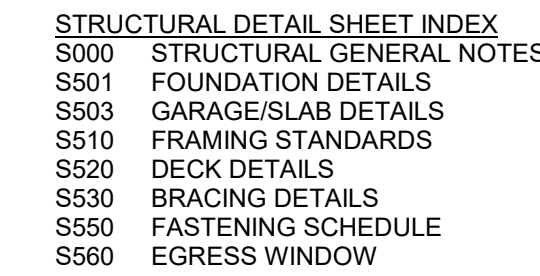 STRUCTURAL DETAIL SHEET INDEX
S000 STRUCTURAL GENERAL NOTES
S501 FOUNDATION DETAILS
S503 GARAGE/SLAB DETAILS
S510 FRAMING STANDARDS
S520 DECK DETAILS
S530 BRACING DETAILS
S550 FASTENING SCHEDULE
S560 EGRESS WINDOW